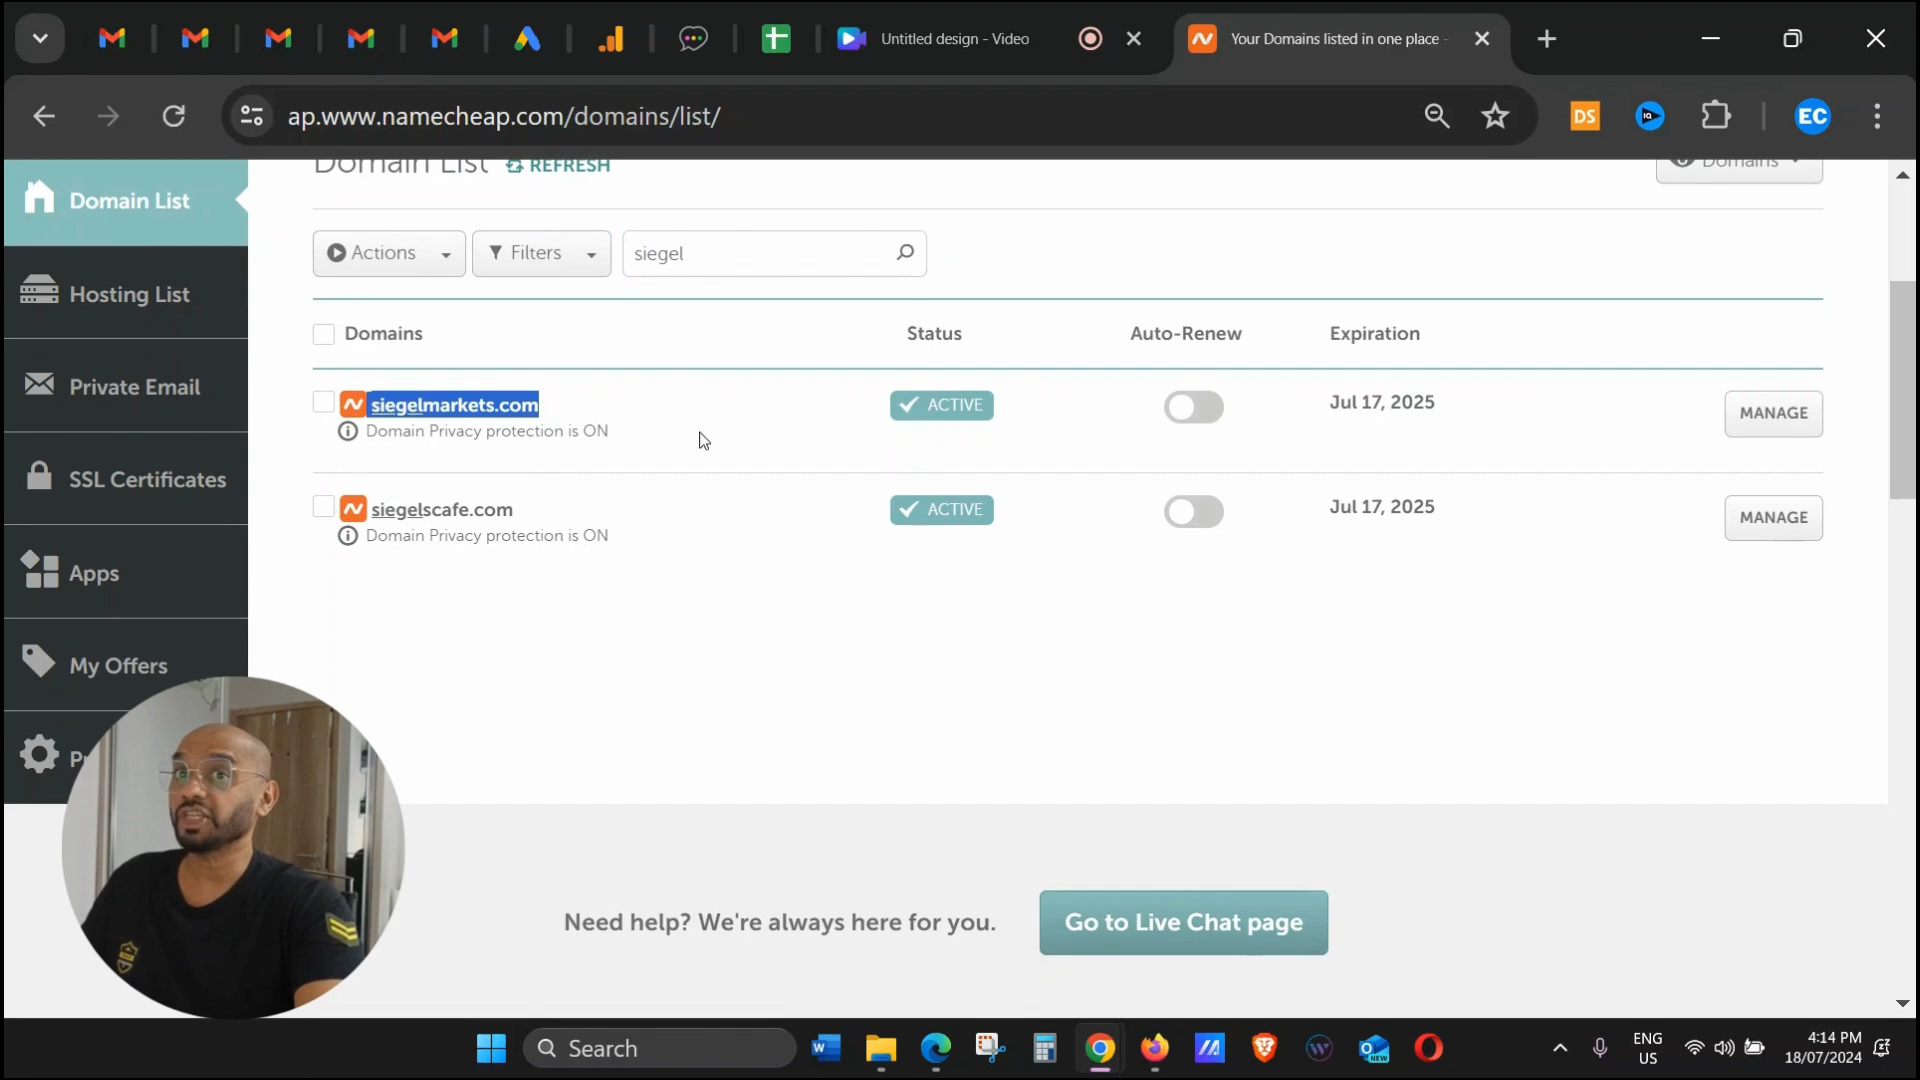 Untitled design - Video
Your Domains listed in one place -
ap.www.namecheap.com/domains/list/
DS
IQ
EC
Domain List
REFRESH
Domains
Domain List
Hosting List
Private Email
SSL Certificates
Apps
My Offers
Actions
Filters
siegel
Domains
Status
Auto-Renew
Expiration
siegelmarkets.com
ACTIVE
Jul 17, 2025
MANAGE
Domain Privacy protection is ON
siegelscafe.com
ACTIVE
Jul 17, 2025
MANAGE
Domain Privacy protection is ON
Need help? We're always here for you.
Go to Live Chat page
Search
NEW
ENG
US
4:14 PM
18/07/2024